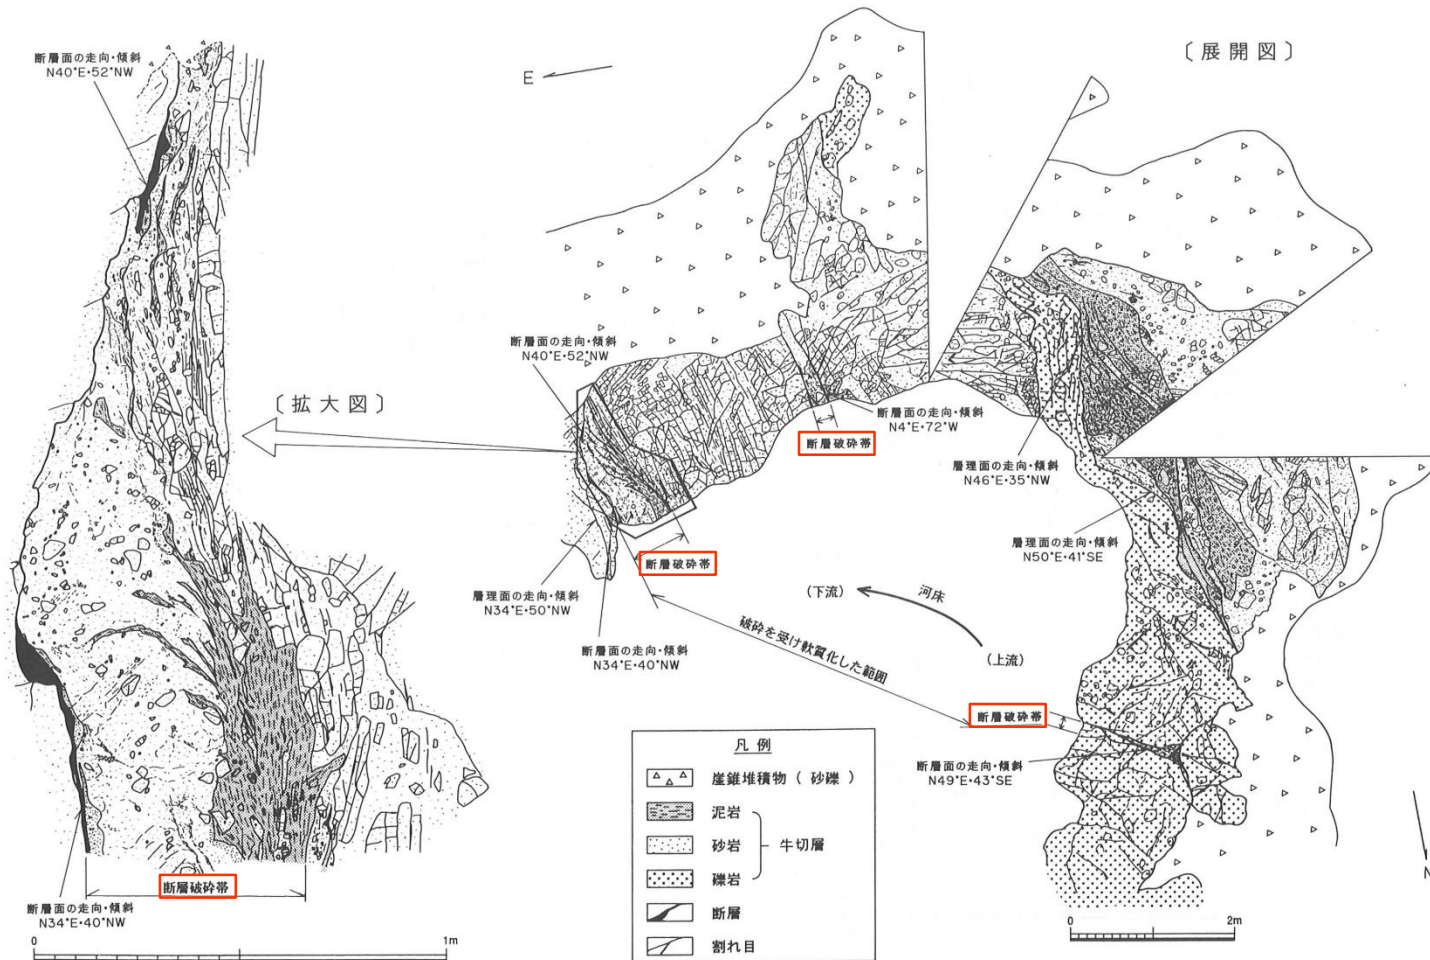 断層面の走向・傾斜
N40°E・52°NW
E
〔展開図〕
断層面の走向・傾斜
N40°E・52°NW
〔拡大図〕
断層面の走向・傾斜
N4°E・72°W
断層破砕帯
層理面の走向・傾斜
N46°E・35°NW
層理面の走向・傾斜
N50°E・41°SE
断層破砕帯
層理面の走向・傾斜
N34°E・50°NW
(下流)
河床
(上流)
破砕を受け軟質化した範囲
断層面の走向・傾斜
N34°E・40°NW
断層破砕帯
断層面の走向・傾斜
N49°E・43°SE
凡例
崖錐堆積物(砂礫)
泥岩
砂岩
牛切層
礫岩
断層
割れ目
断層破砕帯
断層面の走向・傾斜
N34°E・40°NW
0
1m
0
2m
N